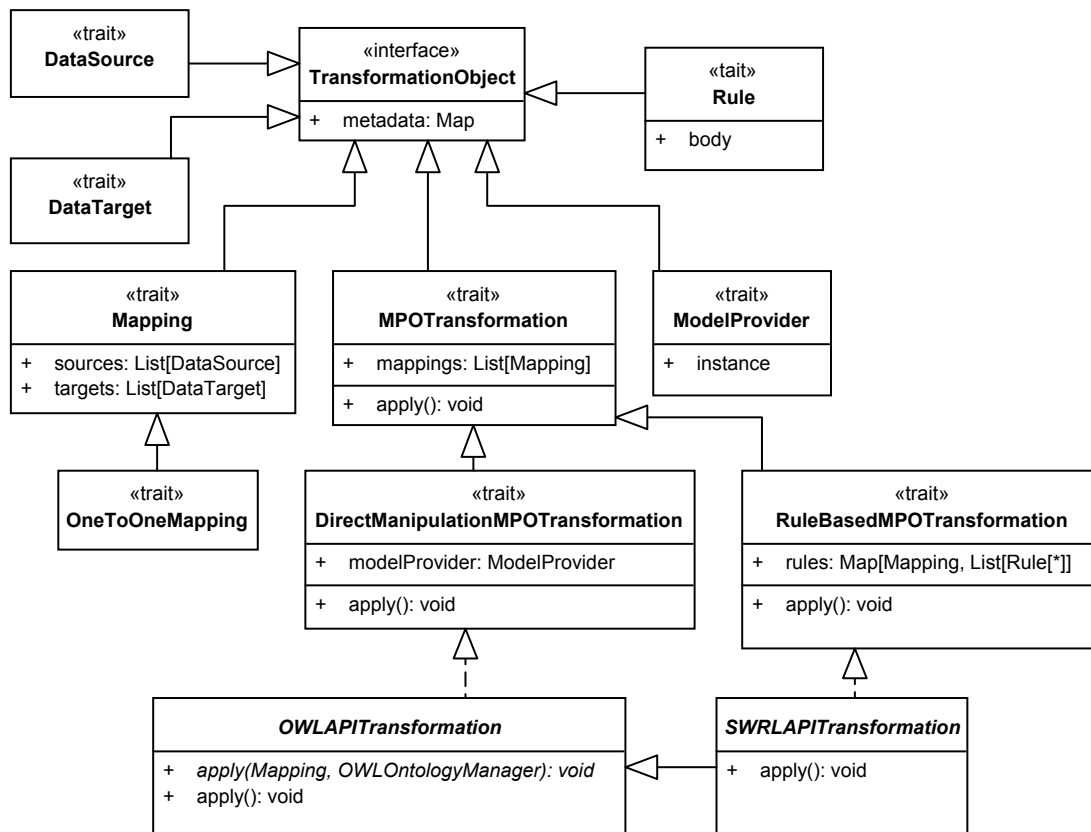 «trait»
DataSource
«interface»
TransformationObject
+ metadata: Map
«tait»
Rule
+ body
«trait»
DataTarget
«trait»
Mapping
+ sources: List[DataSource]
+ targets: List[DataTarget]
«trait»
MPOTransformation
+ mappings: List[Mapping]
+ apply(): void
«trait»
ModelProvider
+ instance
«trait»
OneToOneMapping
«trait»
DirectManipulationMPOTransformation
+ modelProvider: ModelProvider
+ apply(): void
«trait»
RuleBasedMPOTransformation
+ rules: Map[Mapping, List[Rule[*]]
+ apply(): void
OWLAPITransformation
+ apply(Mapping, OWLOntologyManager): void
+ apply(): void
SWRLAPITransformation
+ apply(): void